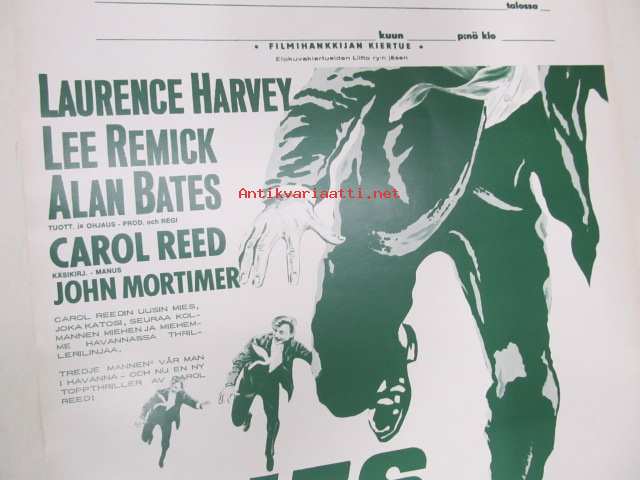 talossa
kuun p:nä klo
• FILMIHANKKIJAN KIERTUE •
Elokuvakiertueiden Liitto ry:n jäsen
LAURENCE HARVEY
LEE REMICK
ALAN BATES
Antikvariaatti.net
TUOTT. ja OHJAUS - PROD. och REGI
CAROL REED
KÄSIKIRJ. - MANUS
JOHN MORTIMER
CAROL REEDIN UUSIN MIES,
JOKA KATOSI, SEURAA KOL-
MANNEN MIEHEN JA MIEHEM-
ME HAVANNASSA THRIL-
LERILINJAA.
TREDJE MANNEN' VÅR MAN
I HAVANNA - OCH NU EN NY
TOPPTHRILLER AV CAROL
REED!